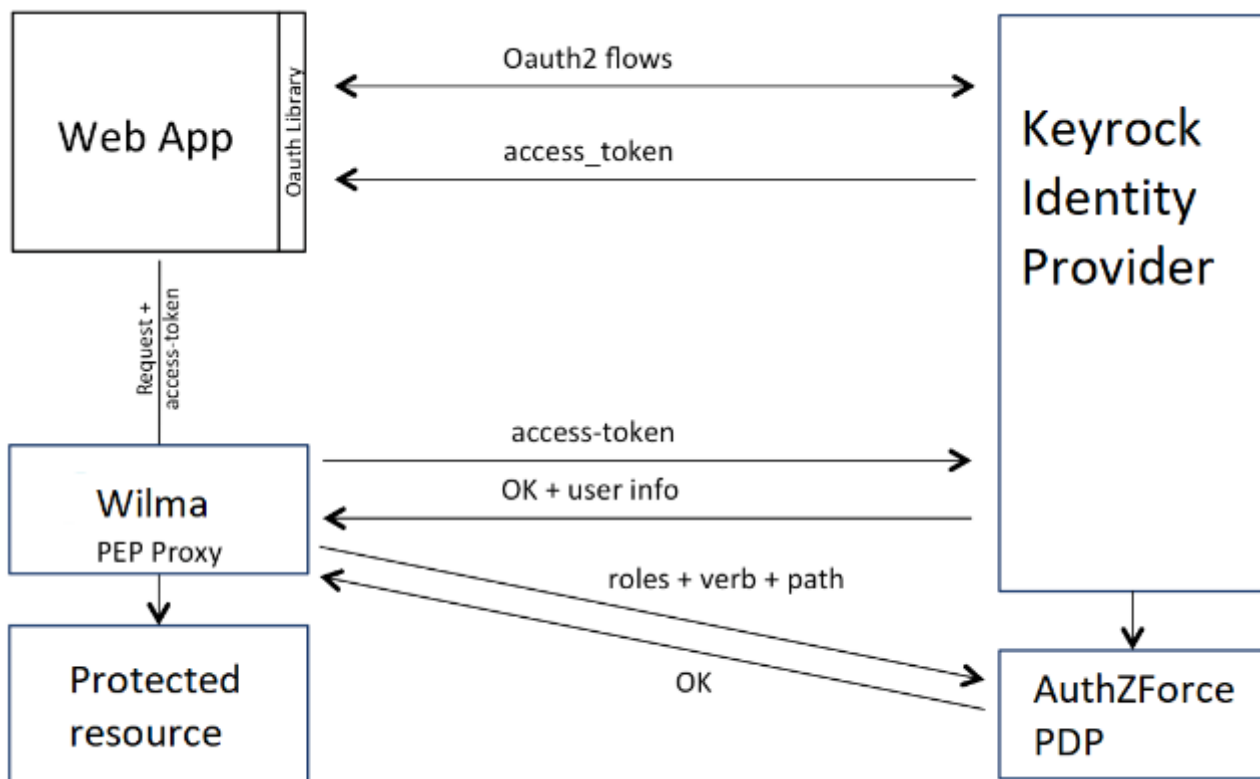 Oauth2 flows
Web App
Oauth Library
access_token
Keyrock
Identity
Provider
Request +
access-token
access-token
OK + user info
Wilma
PEP Proxy
roles + verb + path
OK
Protected
resource
AuthZForce
PDP